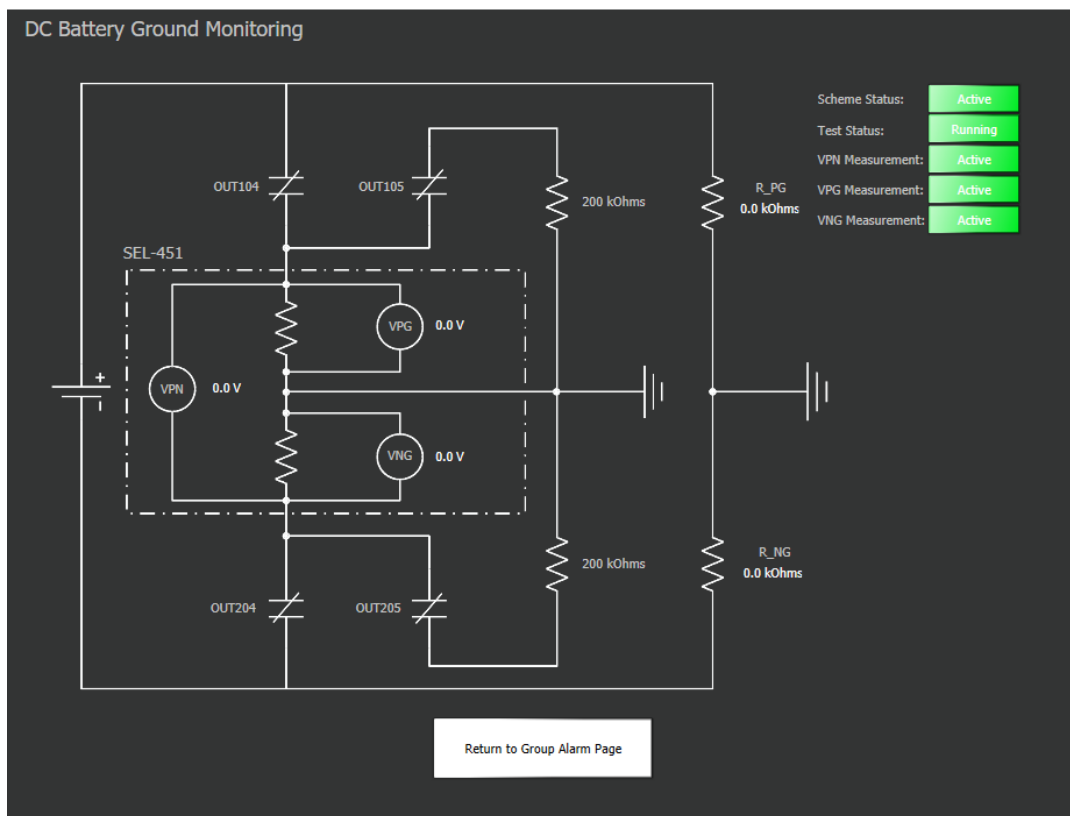 DC Battery Ground Monitoring
Scheme Status: Active
Test Status: Running
VPN Measurement: Active
VPG Measurement: Active
VNG Measurement: Active
OUT104
OUT105
200 kOhms
R_PG
0.0 kOhms
SEL-451
VPG 0.0 V
+
VPN 0.0 V
VNG 0.0 V
200 kOhms
R_NG
0.0 kOhms
OUT204
OUT205
Return to Group Alarm Page